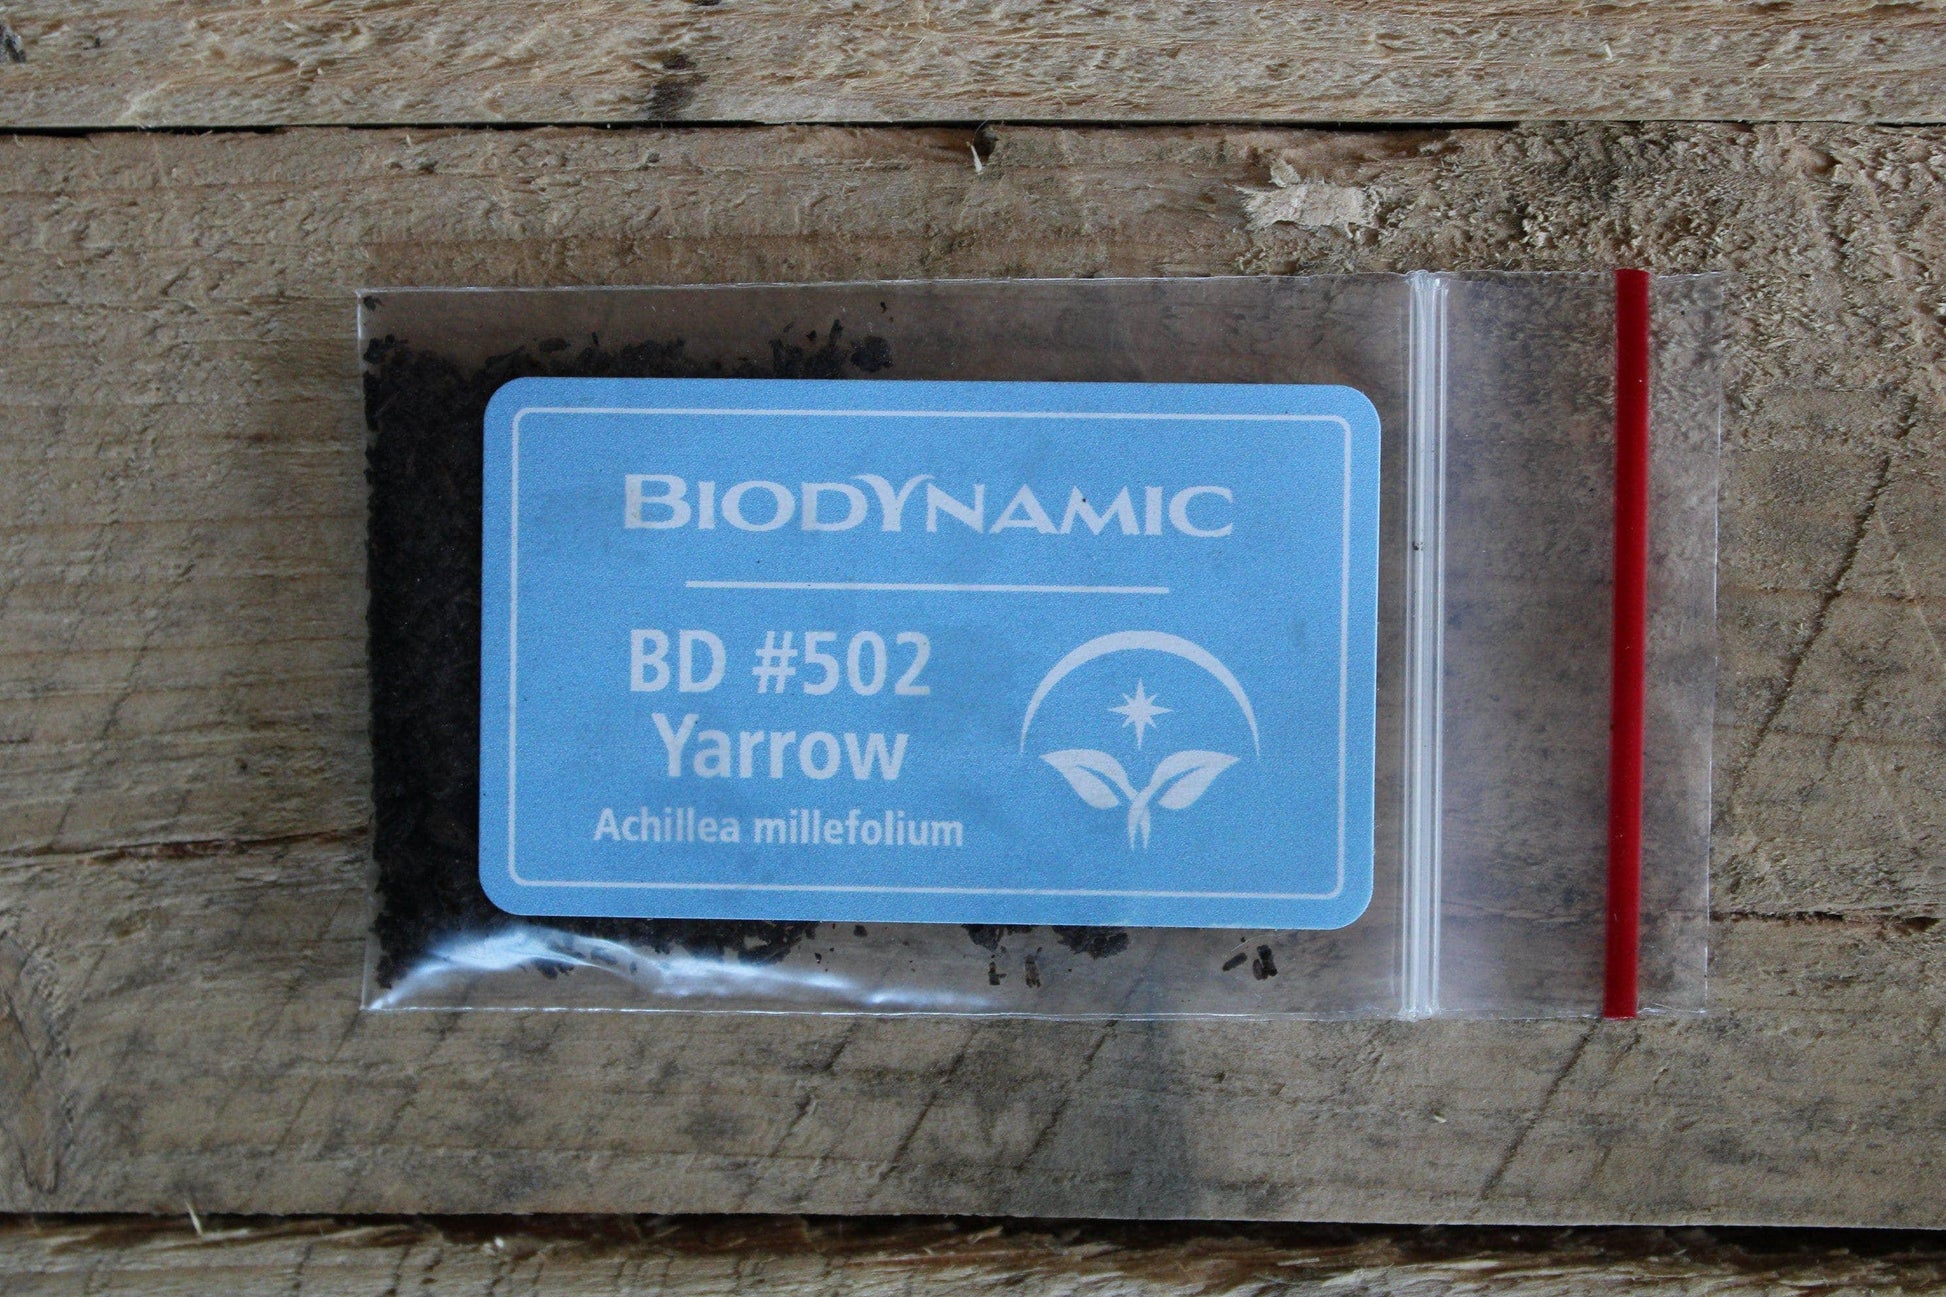 BIODYNAMIC
BD #502
Yarrow
Achillea millefolium